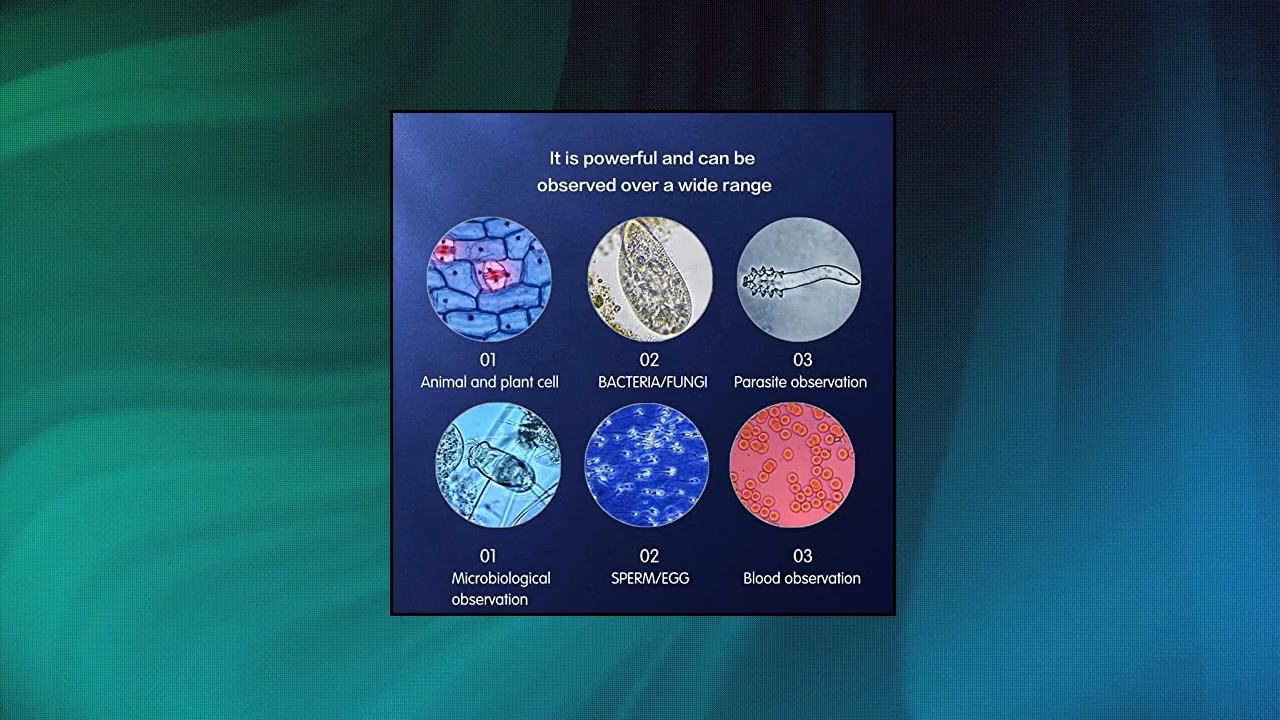 It is powerful and can be
observed over a wide range
01
02
03
Animal and plant cell
BACTERIA/FUNGI
Parasite observation
01
02
03
Microbiological
observation
SPERM/EGG
Blood observation